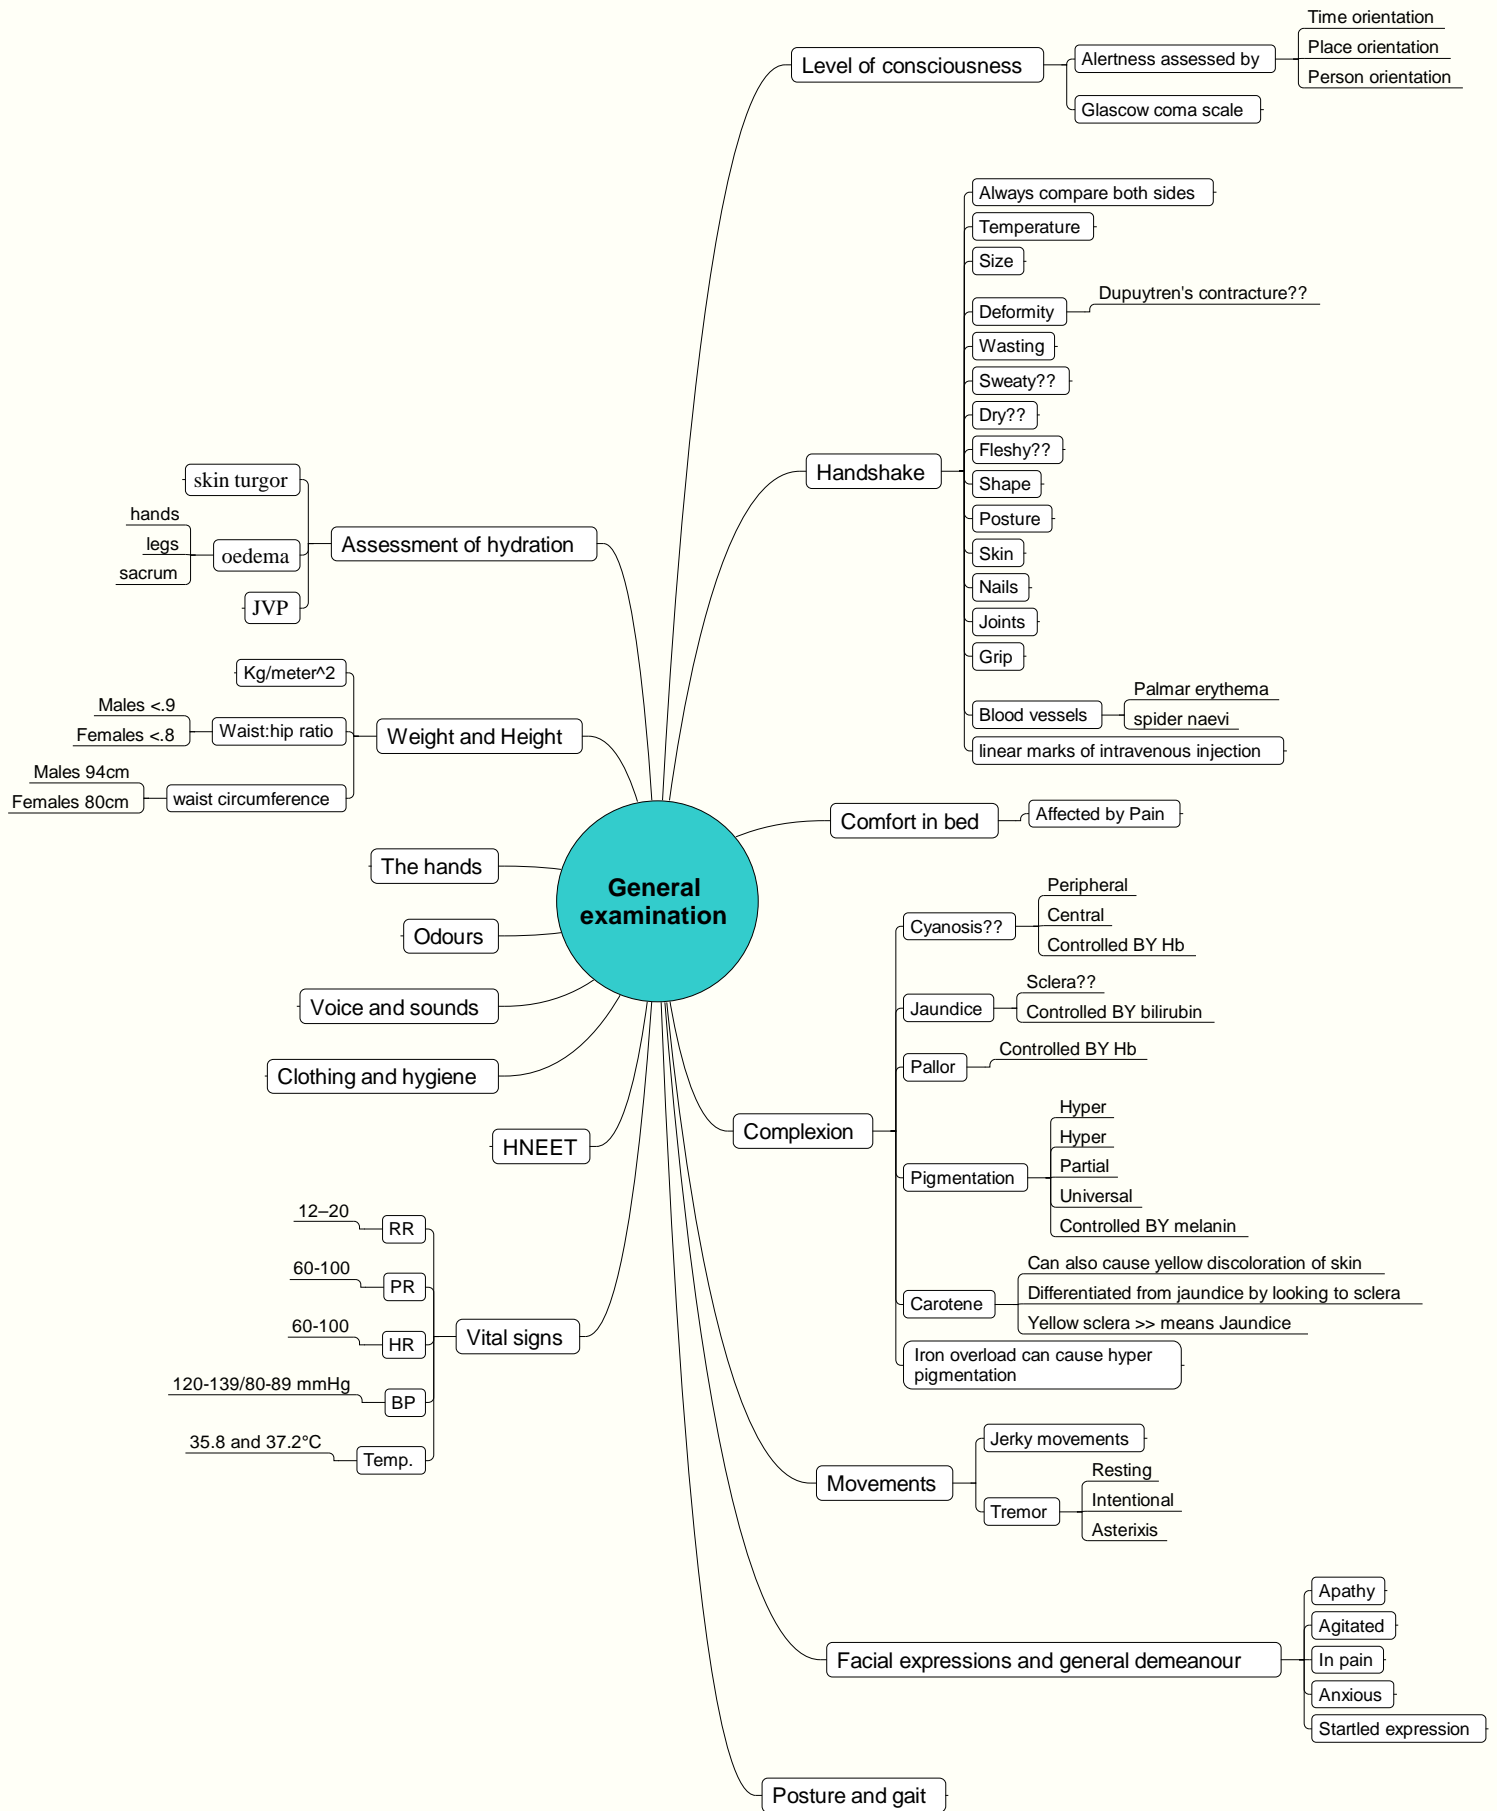 General
examination
Level of consciousness
Alertness assessed by
Time orientation
Place orientation
Person orientation
Glascow coma scale
Handshake
Always compare both sides
Temperature
Size
Deformity
Dupuytren's contracture??
Wasting
Sweaty??
Dry??
Fleshy??
Shape
Posture
Skin
Nails
Joints
Grip
Blood vessels
Palmar erythema
spider naevi
linear marks of intravenous injection
Comfort in bed
Affected by Pain
Complexion
Cyanosis??
Peripheral
Central
Controlled BY Hb
Jaundice
Sclera??
Controlled BY bilirubin
Pallor
Controlled BY Hb
Pigmentation
Hyper
Hyper
Partial
Universal
Controlled BY melanin
Carotene
Can also cause yellow discoloration of skin
Differentiated from jaundice by looking to sclera
Yellow sclera >> means Jaundice
Iron overload can cause hyper
pigmentation
Movements
Jerky movements
Tremor
Resting
Intentional
Asterixis
Facial expressions and general demeanour
Apathy
Agitated
In pain
Anxious
Startled expression
Posture and gait
Assessment of hydration
skin turgor
oedema
hands
legs
sacrum
JVP
Weight and Height
Kg/meter^2
Waist:hip ratio
Males <.9
Females <.8
waist circumference
Males 94cm
Females 80cm
The hands
Odours
Voice and sounds
Clothing and hygiene
HNEET
Vital signs
RR
12–20
PR
60-100
HR
60-100
BP
120-139/80-89 mmHg
Temp.
35.8 and 37.2°C